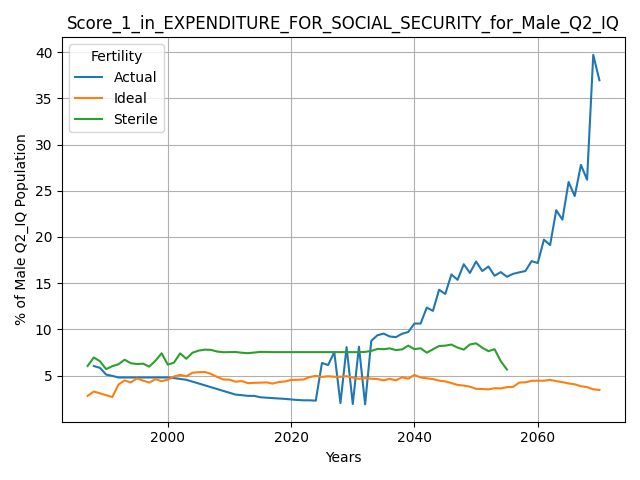 Score_1_in_EXPENDITURE_FOR_SOCIAL_SECURITY_for_Male_Q2_IQ
Fertility
Actual
Ideal
Sterile
% of Male Q2_IQ Population
40
35
30
25
20
15
10
5
2000
2020
2040
2060
Years